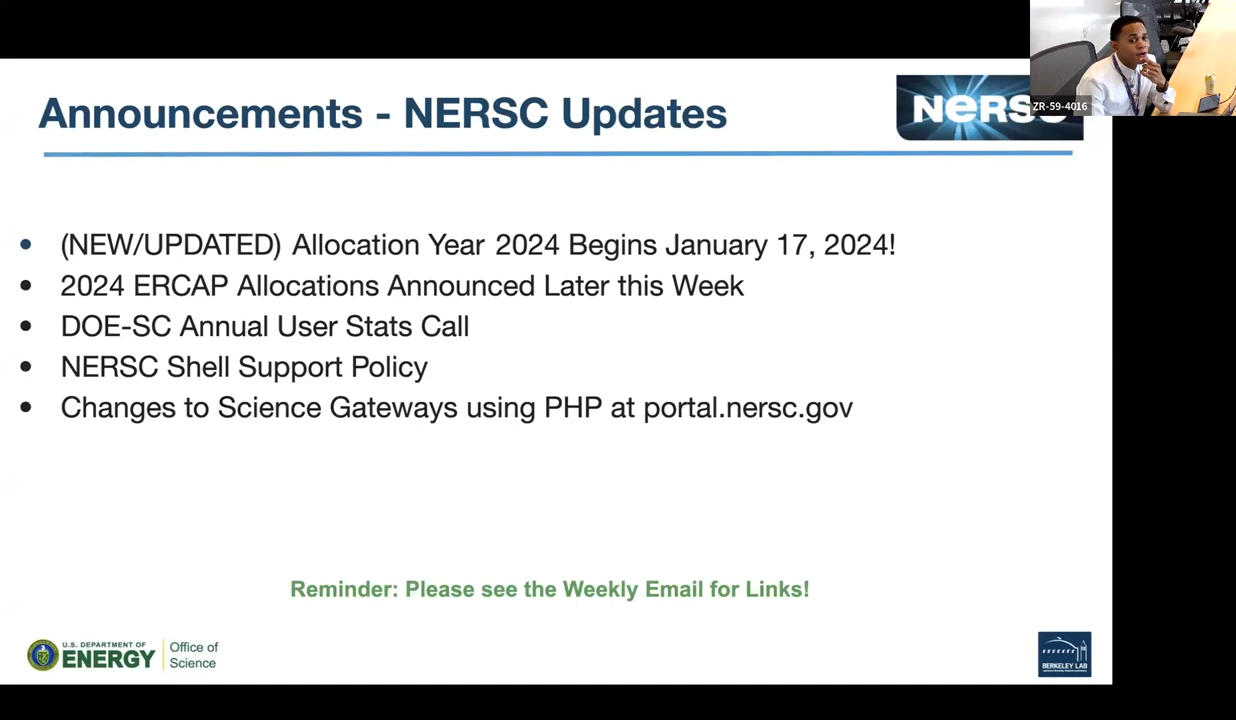 Announcements - NERSC Updates
NERSC
ZR-59-4016
• (NEW/UPDATED) Allocation Year 2024 Begins January 17, 2024!
• 2024 ERCAP Allocations Announced Later this Week
• DOE-SC Annual User Stats Call
• NERSC Shell Support Policy
• Changes to Science Gateways using PHP at portal.nersc.gov
Reminder: Please see the Weekly Email for Links!
U.S. DEPARTMENT OF
ENERGY
Office of
Science
BERKELEY LAB